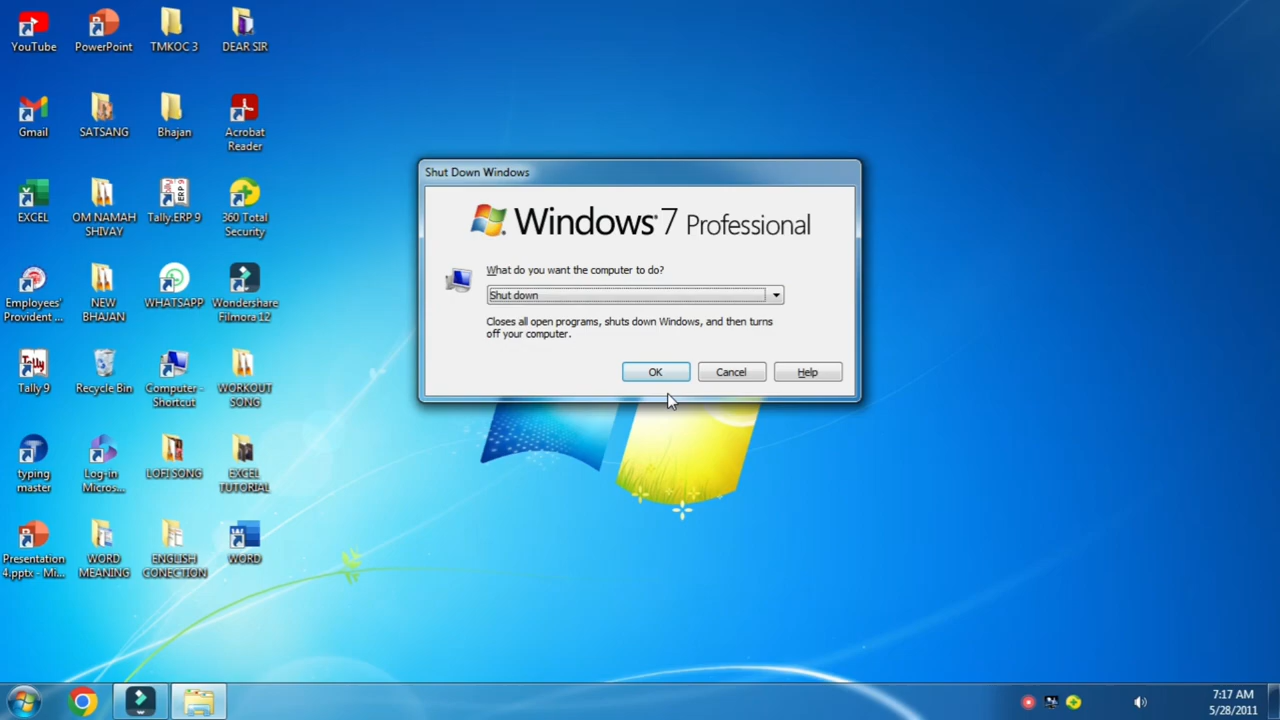 YouTube
PowerPoint
TMKOC 3
DEAR SIR
Gmail
SATSANG
Bhajan
Acrobat
Reader
EXCEL
OM NAMAH
SHIVAY
Tally.ERP 9
360 Total
Security
Employees'
Provident ...
NEW
BHAJAN
WHATSAPP
Wondershare
Filmora 12
Tally 9
Recycle Bin
Computer -
Shortcut
WORKOUT
SONG
typing
master
Log-in
Micros...
LOFI SONG
EXCEL
TUTORIAL
Presentation
4.pptx - Mi...
WORD
MEANING
ENGLISH
CONECTION
WORD
Shut Down Windows
Windows 7 Professional
What do you want the computer to do?
Shut down
Closes all open programs, shuts down Windows, and then turns
off your computer.
OK
Cancel
Help
7:17 AM
5/28/2011